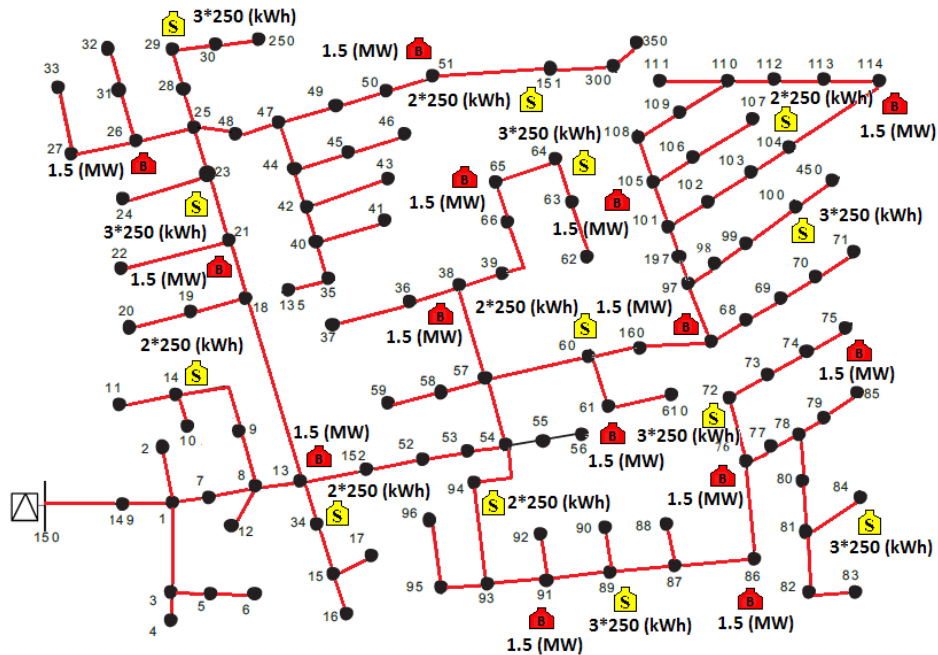 3*250 (kWh)
S
32
29
30
250
1.5 (MW)
B
350
33
31
28
51
50
49
151
300
111
110
112
113
114
2*250 (kWh)
S
25
47
48
26
27
1.5 (MW)
B
46
45
44
3*250 (kWh)
109
107
2*250 (kWh)
S
B
1.5 (MW)
108
106
104
23
24
S
3*250 (kWh)
43
42
41
B
65
64
S
1.5 (MW)
63
B
1.5 (MW)
62
66
105
103
102
450
100
101
3*250 (kWh)
S
99
98
71
22
21
1.5 (MW)
B
40
35
135
38
39
197
97
70
69
68
20
19
18
36
37
B
1.5 (MW)
2*250 (kWh)
S
60
160
1.5 (MW)
B
75
74
B
1.5 (MW)
73
2*250 (kWh)
S
11
14
10
9
59
58
57
61
610
3*250 (kWh)
S
72
85
79
78
77
76
2
1.5 (MW)
B
13
152
52
53
54
55
56
B
1.5 (MW)
B
1.5 (MW)
7
8
12
1
149
150
2*250 (kWh)
S
34
94
S
2*250 (kWh)
80
84
S
3*250 (kWh)
81
17
15
16
96
92
90
88
3
5
6
4
95
93
91
89
87
86
82
83
B
1.5 (MW)
S
3*250 (kWh)
B
1.5 (MW)